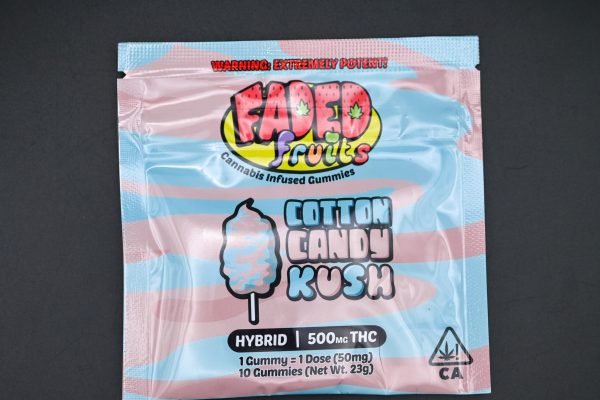 WARNING: EXTREMELY POTENT!
FADED
fruits
Cannabis Infused Gummies
COTTON
CANDY
KUSH
HYBRID | 500MG THC
1 Gummy = 1 Dose (50mg)
10 Gummies (Net Wt. 23g)
CA